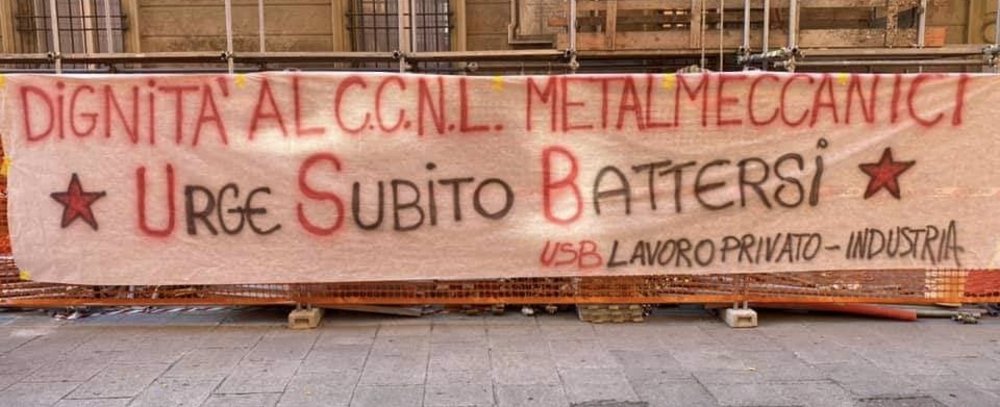 DiGNiTA' AL C.C.N.L. METALMECCANICI
URGE SUBiTO BATTERSi
USB LAVORO PRIVATO - INDUSTRIA